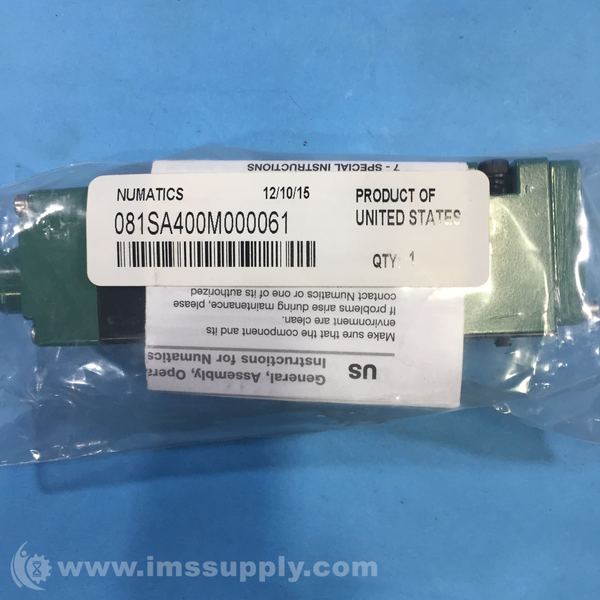 7 - SPECIAL INSTRUCTIONS
NUMATICS 12/10/15 PRODUCT OF
081SA400M000061 UNITED STATES
QTY: 1
contact Numatics or one of its authorized
If problems arise during maintenance, please
environment are clean.
Make sure that the component and its
Instructions for Numatics
General, Assembly, Opera
US
www.imssupply.com